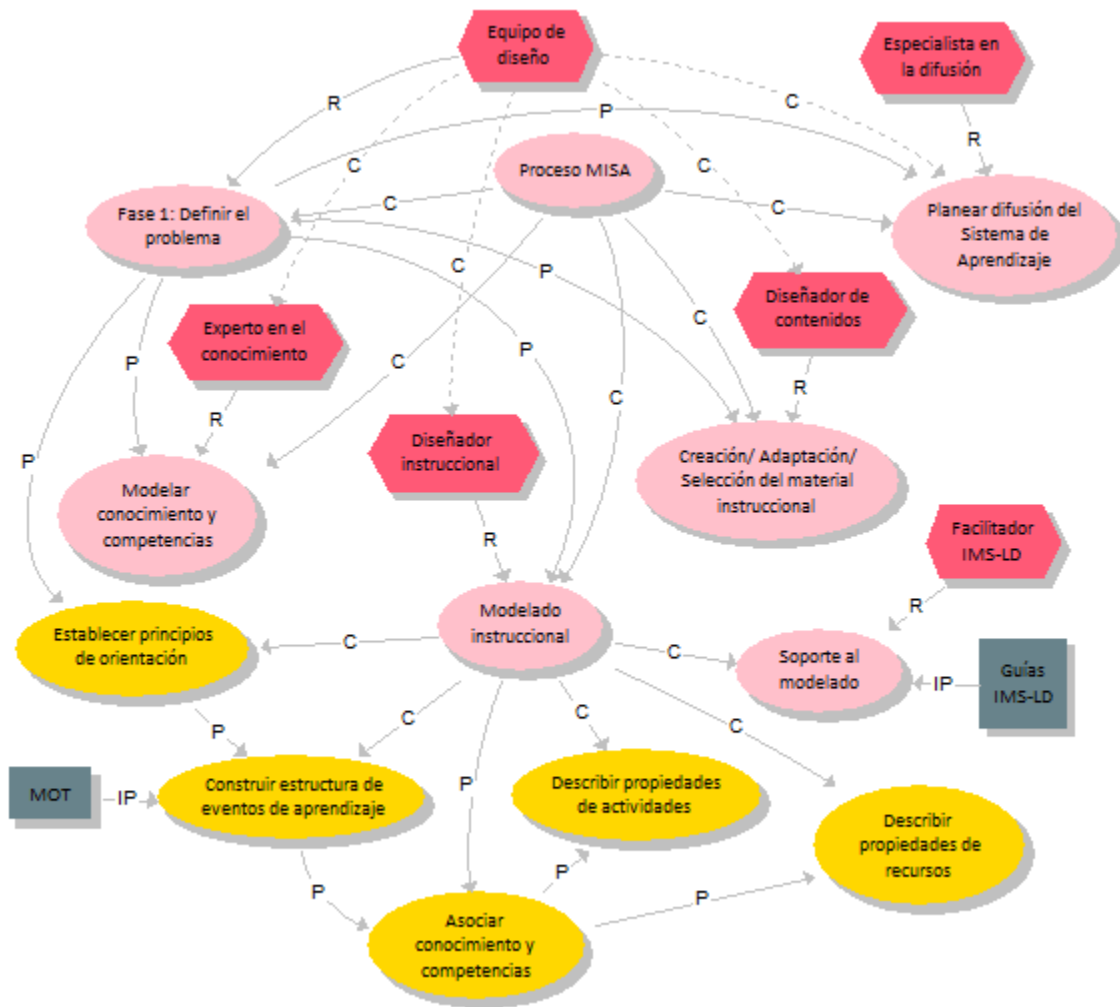 Equipo de
diseño
Especialista en
la difusión
R
C
P
C
R
C
Proceso MISA
Fase 1: Definir el
problema
C
C
C
Planear difusión del
Sistema de
Aprendizaje
P
C
Diseñador de
contenidos
Experto en el
conocimiento
P
C
P
C
C
R
R
Diseñador
instruccional
P
Modelar
conocimiento y
competencias
Creación/ Adaptación/
Selección del material
instruccional
Facilitador
IMS-LD
R
R
Establecer principios
de orientación
Modelado
instruccional
C
C
Soporte al
modelado
IP
Guías
IMS-LD
P
C
C
C
MOT
IP
Construir estructura de
eventos de aprendizaje
P
Describir propiedades
de actividades
Describir
propiedades de
recursos
P
P
P
Asociar
conocimiento y
competencias